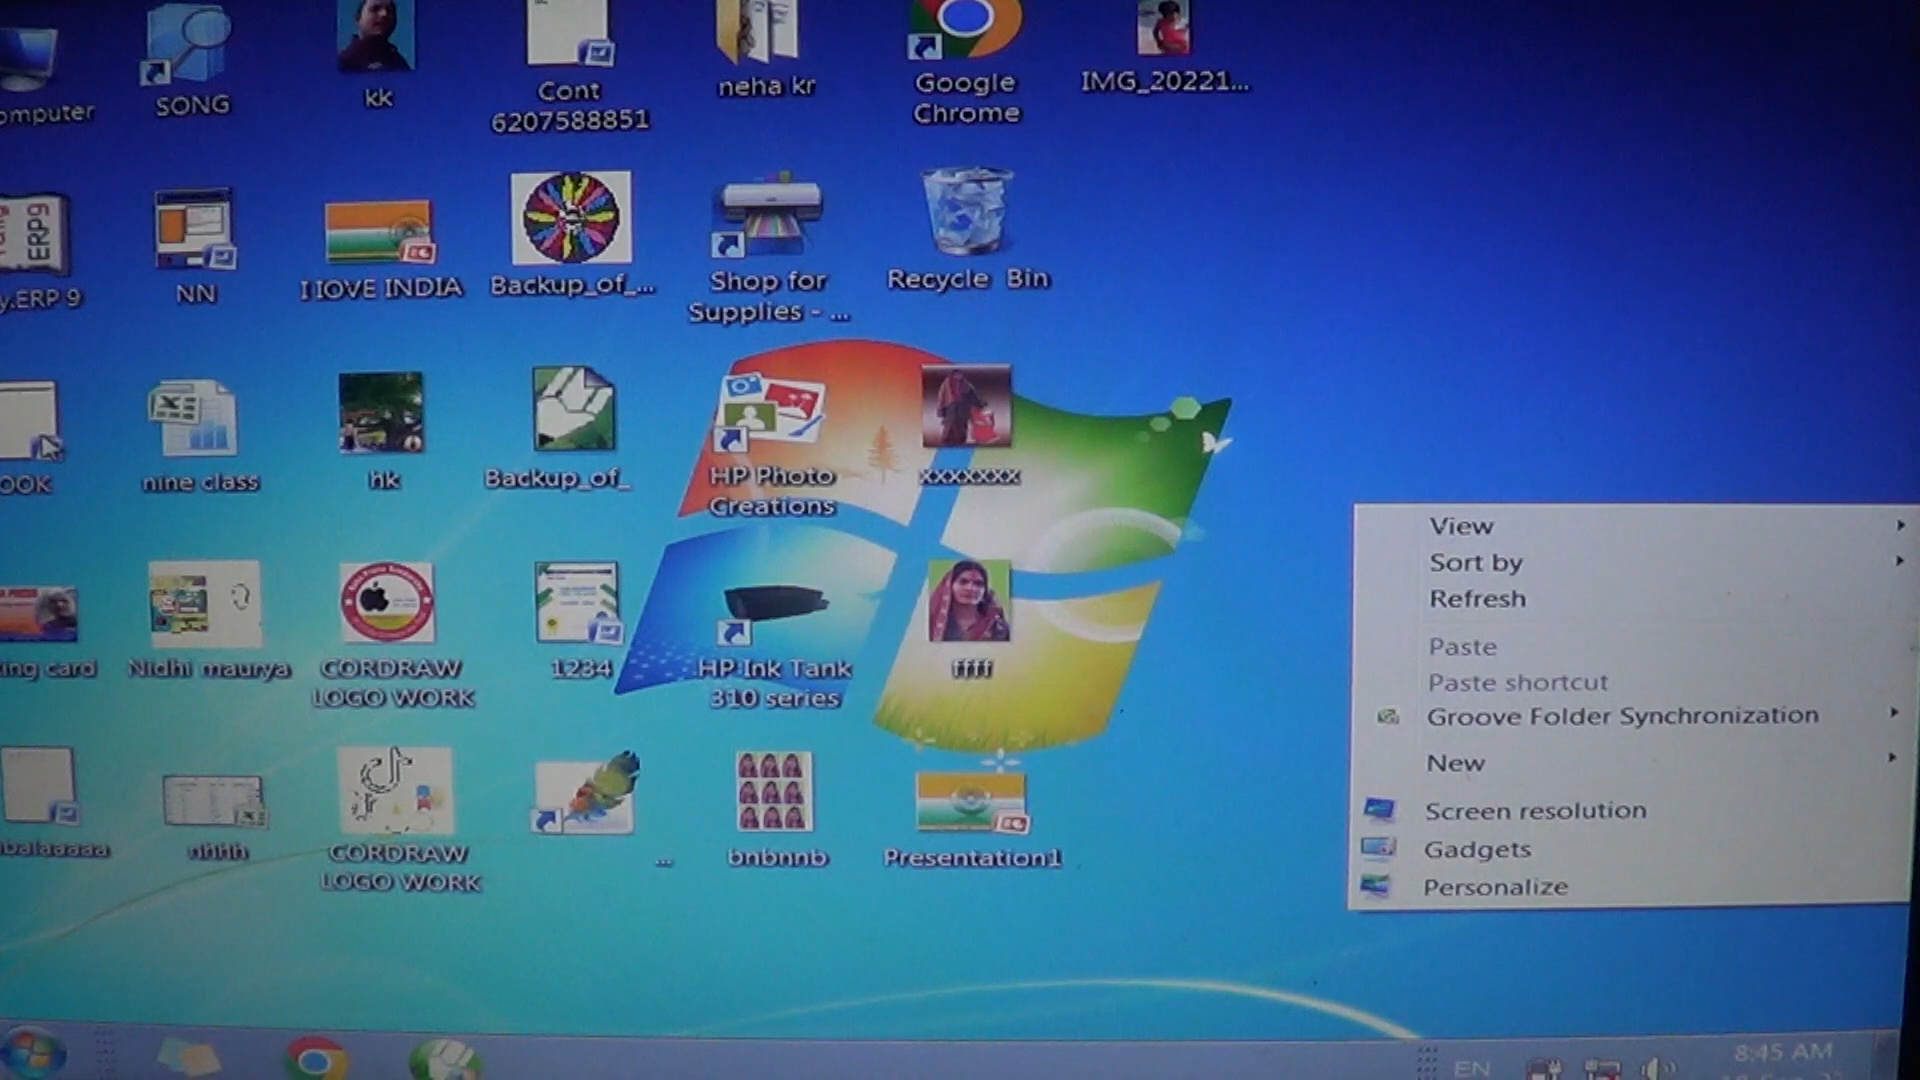 omputer
SONG
kk
Cont
6207588851
neha kr
Google
Chrome
IMG_20221...
ERP9
y.ERP 9
NN
I lOVE INDIA
Backup_of_...
Shop for
Supplies - ...
Recycle Bin
OOK
nine class
hk
Backup_of_
HP Photo
Creations
xxxxxxxx
ing card
Nidhi maurya
CORDRAW
LOGO WORK
1234
HP Ink Tank
310 series
ffff
balaaaaa
nhhh
CORDRAW
LOGO WORK
...
bnbnnb
Presentation1
View
Sort by
Refresh
Paste
Paste shortcut
Groove Folder Synchronization
New
Screen resolution
Gadgets
Personalize
EN
8:45 AM